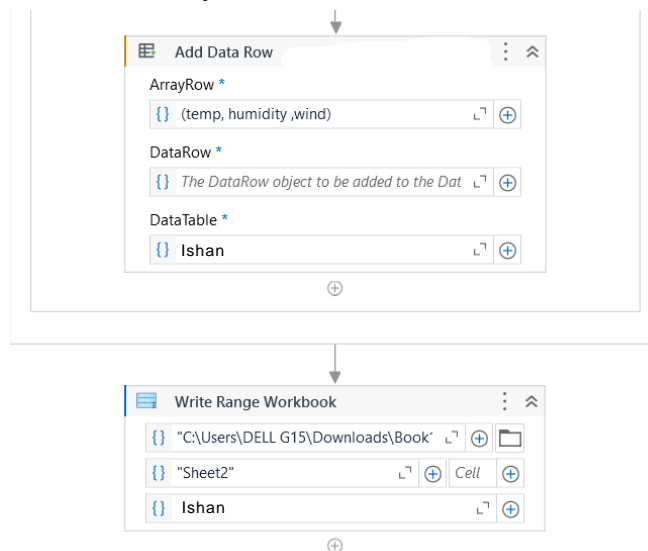 Add Data Row
ArrayRow *
{} (temp, humidity ,wind)
DataRow *
{} The DataRow object to be added to the Dat
DataTable *
{} Ishan
Write Range Workbook
{} "C:\Users\DELL G15\Downloads\Book1
{} "Sheet2" Cell
{} Ishan